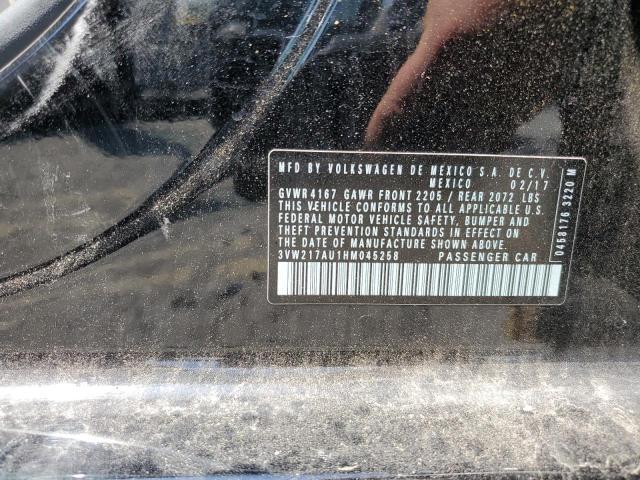 MFD BY VOLKSWAGEN DE MEXICO S.A. DE C.V.
MEXICO 02/17
GVWR 4167 GAWR FRONT 2205 / REAR 2072 LBS
THIS VEHICLE CONFORMS TO ALL APPLICABLE U.S.
FEDERAL MOTOR VEHICLE SAFETY, BUMPER AND
THEFT PREVENTION STANDARDS IN EFFECT ON
THE DATE OF MANUFACTURE SHOWN ABOVE.
3VW217AU1HM045258 PASSENGER CAR
0458176 3220 M